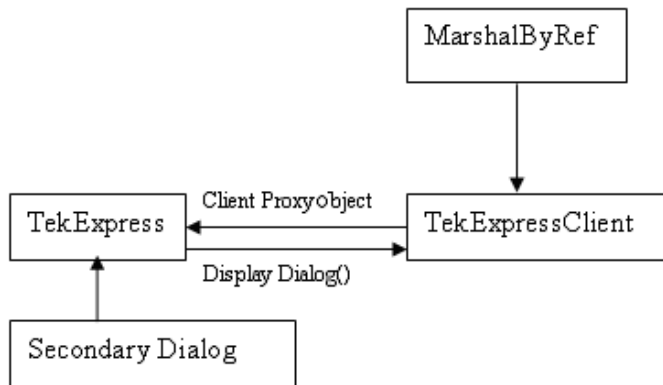 MarshalByRef
Client ProxyObject
TekExpress
TekExpressClient
Display Dialog()
Secondary Dialog